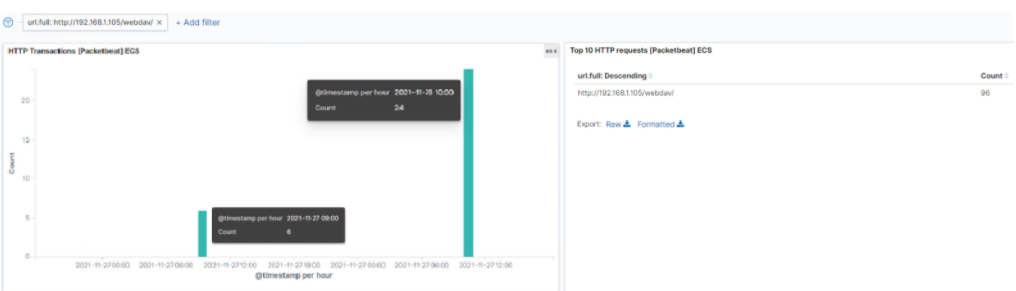 url.full: http://192.168.1.105/webdav/ ×
+ Add filter
HTTP Transactions [Packetbeat] ECS
@timestamp per hour 2021-11-28 10:00
Count 24
20
15
10
5
0
Count
@timestamp per hour 2021-11-27 09:00
Count 6
2021-11-27 00:00 2021-11-27 06:00 2021-11-27 12:00 2021-11-27 18:00 2021-11-27 00:00 2021-11-27 06:00 2021-11-27 12:00
@timestamp per hour
Top 10 HTTP requests [Packetbeat] ECS
url.full: Descending Count
http://192.168.1.105/webdav/ 96
Export: Raw Formatted